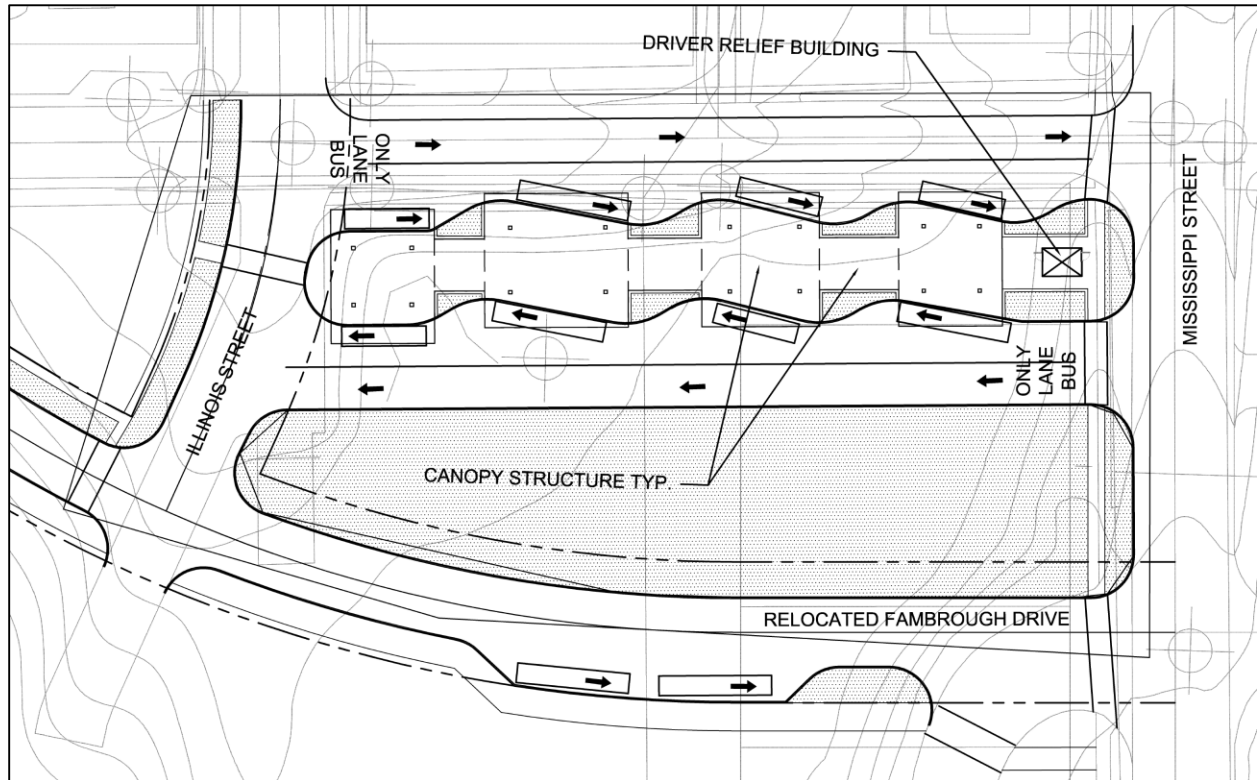 DRIVER RELIEF BUILDING
ONLY
LANE
BUS
MISSISSIPPI STREET
ILLINOIS STREET
ONLY
LANE
BUS
CANOPY STRUCTURE TYP.
RELOCATED FAMBROUGH DRIVE